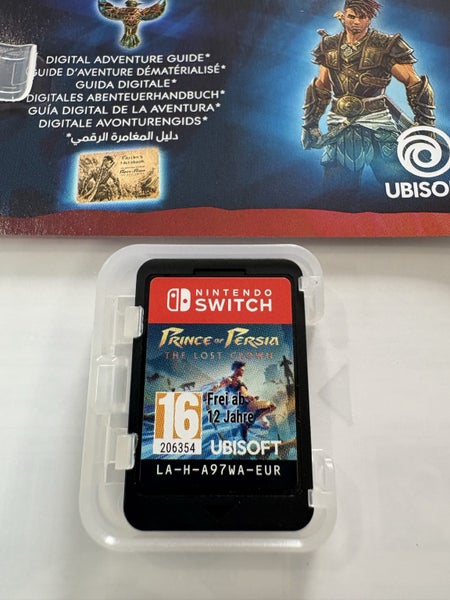 DIGITAL ADVENTURE GUIDE*
GUIDE D'AVENTURE DÉMATÉRIALISÉ*
GUIDA DIGITALE*
DIGITALES ABENTEUERHANDBUCH*
GUÍA DIGITAL DE LA AVENTURA*
DIGITALE AVONTURENGIDS*
دليل المغامرة الرقمي*
UBISOFT
NINTENDO
SWITCH
PRINCE OF PERSIA
THE LOST CROWN
16
206354
Frei ab
12 Jahre
UBISOFT
LA-H-A97WA-EUR